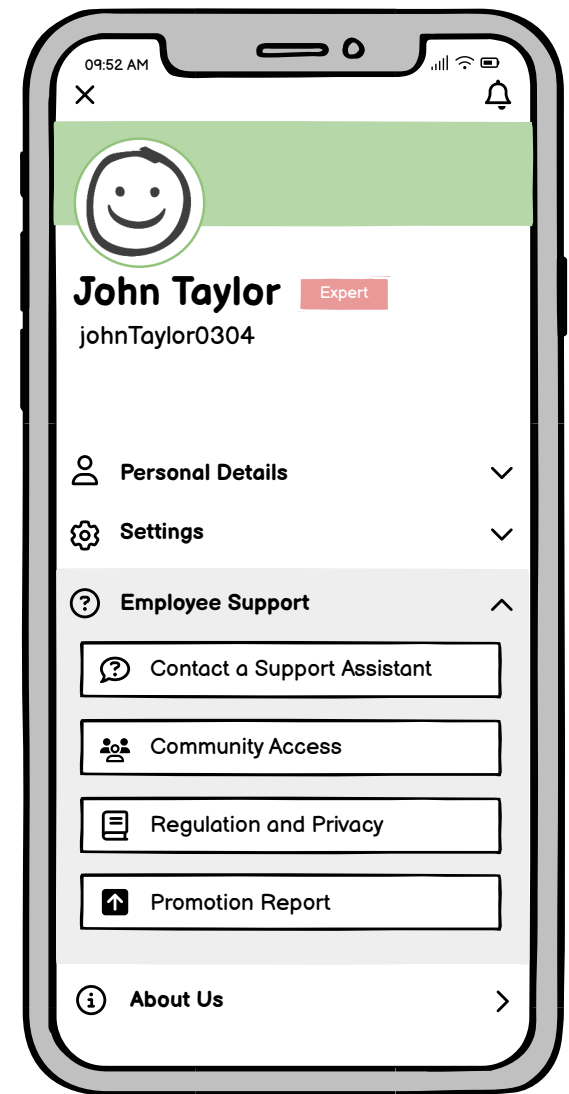 09:52 AM
John Taylor
Expert
johnTaylor0304
Personal Details
Settings
Employee Support
Contact a Support Assistant
Community Access
Regulation and Privacy
Promotion Report
About Us